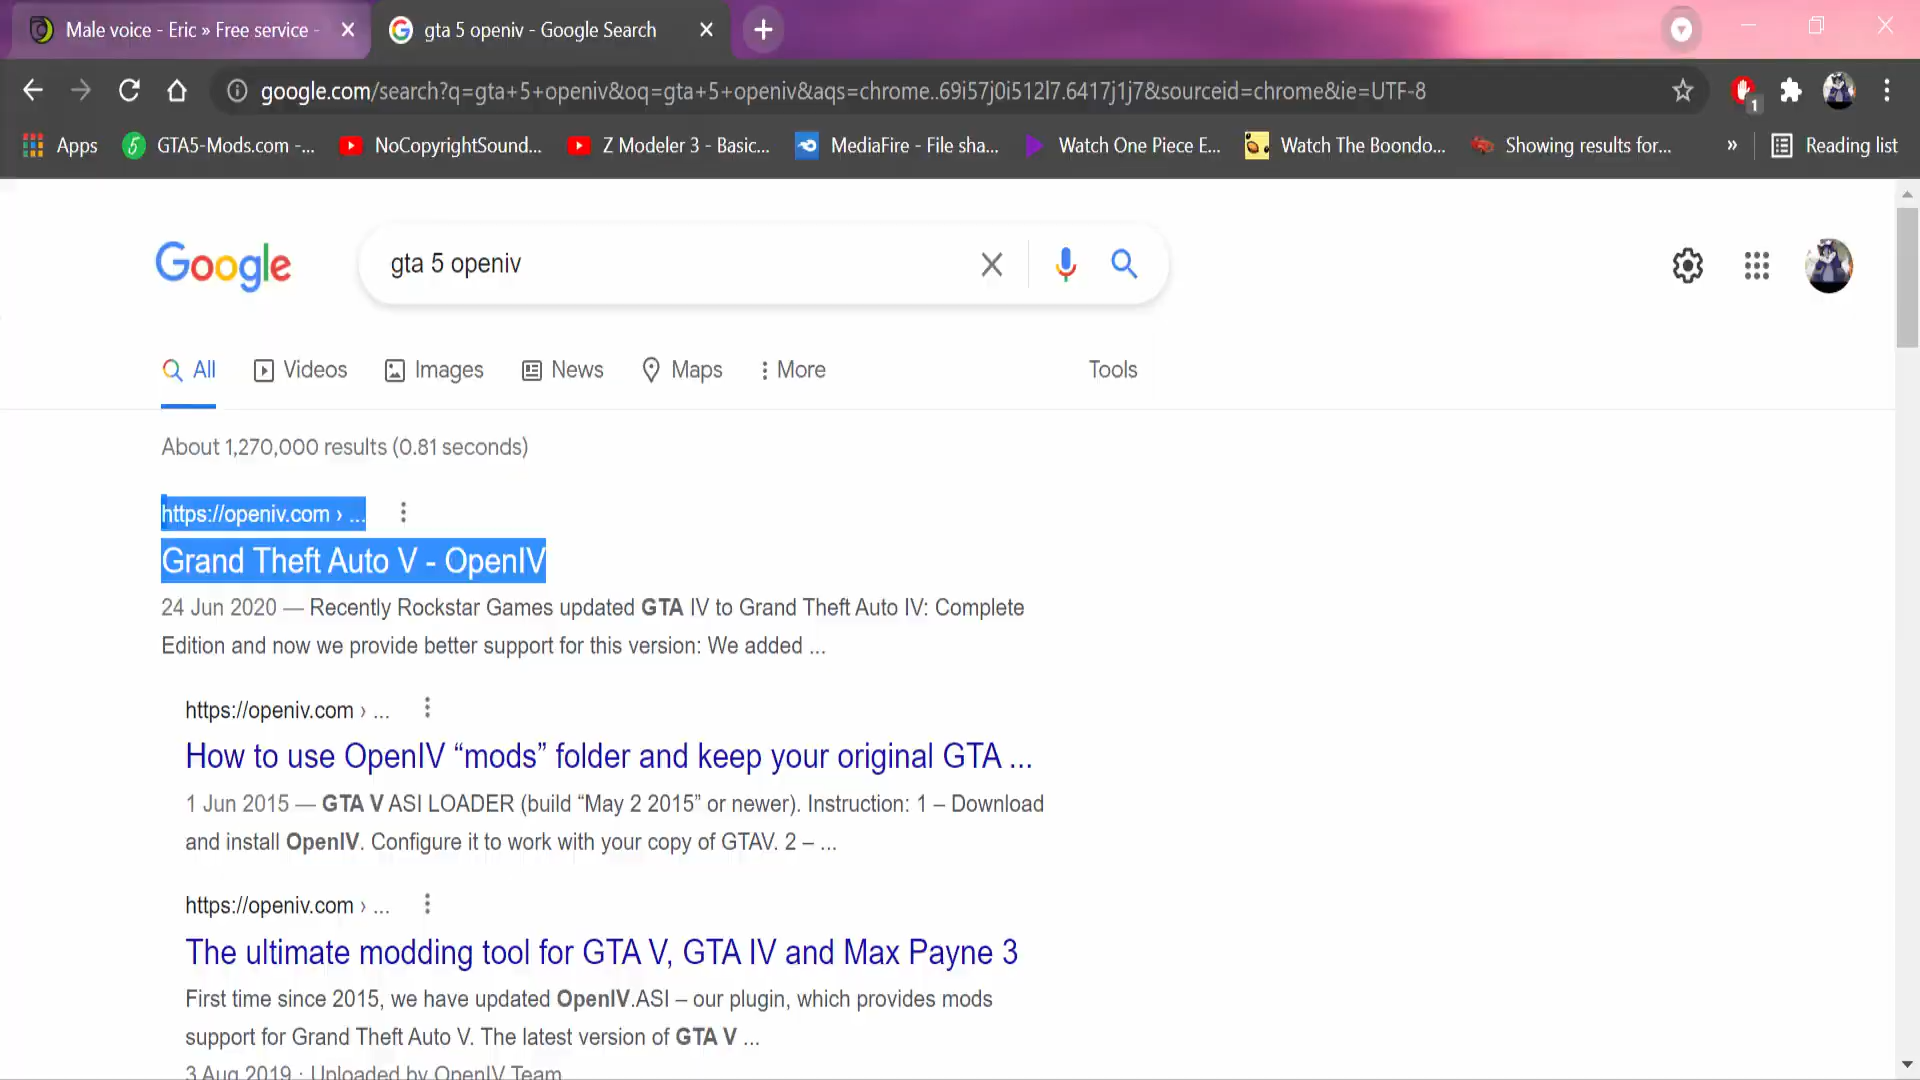 Male voice - Eric » Free service -
gta 5 openiv - Google Search
google.com/search?q=gta+5+openiv&oq=gta+5+openiv&aqs=chrome..69i57j0i512l7.6417j1j7&sourceid=chrome&ie=UTF-8
1
Apps
GTA5-Mods.com -...
NoCopyrightSound...
Z Modeler 3 - Basic...
MediaFire - File sha...
Watch One Piece E...
Watch The Boondo...
Showing results for...
»
Reading list
Google
gta 5 openiv
All
Videos
Images
News
Maps
More
Tools
About 1,270,000 results (0.81 seconds)
https://openiv.com › ...
Grand Theft Auto V - OpenIV
24 Jun 2020 — Recently Rockstar Games updated GTA IV to Grand Theft Auto IV: Complete
Edition and now we provide better support for this version: We added ...
https://openiv.com › ...
How to use OpenIV “mods” folder and keep your original GTA ...
1 Jun 2015 — GTA V ASI LOADER (build “May 2 2015” or newer). Instruction: 1 – Download
and install OpenIV. Configure it to work with your copy of GTAV. 2 – ...
https://openiv.com › ...
The ultimate modding tool for GTA V, GTA IV and Max Payne 3
First time since 2015, we have updated OpenIV.ASI – our plugin, which provides mods
support for Grand Theft Auto V. The latest version of GTA V ...
3 Aug 2019 · Uploaded by OpenIV Team